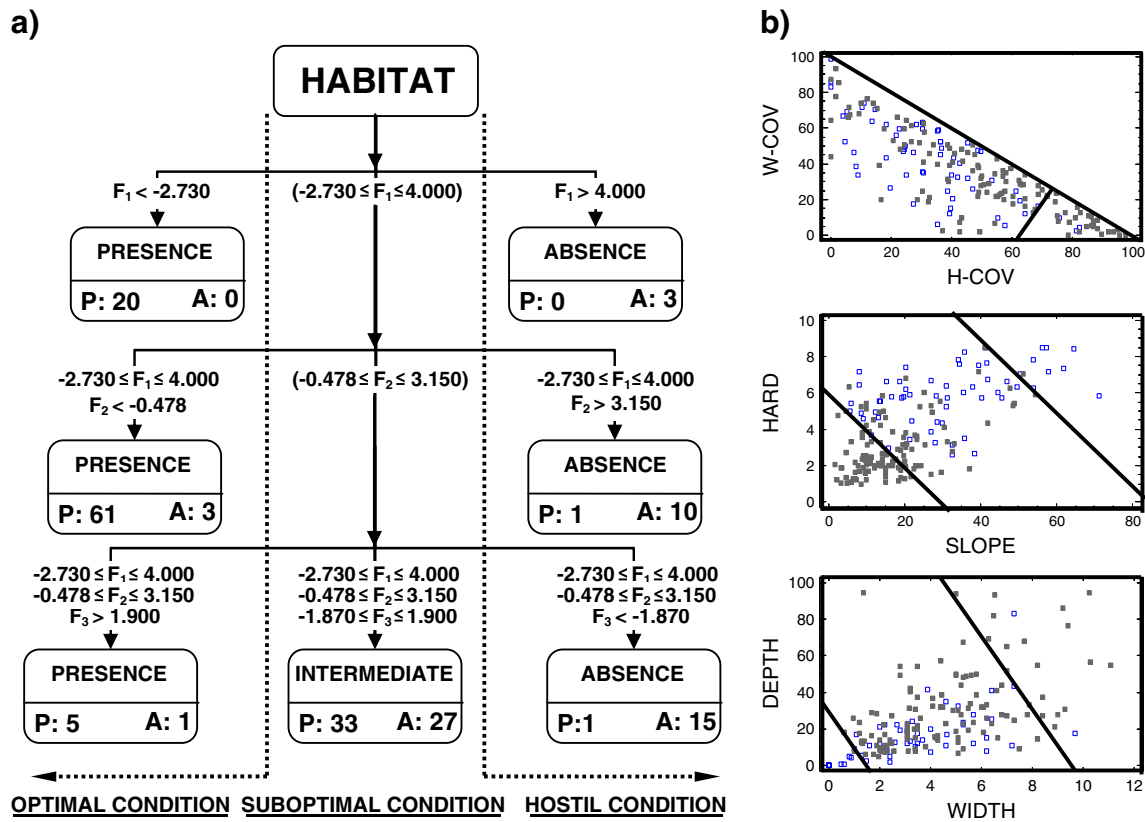 a)
HABITAT
F1 < -2.730
(-2.730 ≤ F1 ≤ 4.000)
F1 > 4.000
PRESENCE
P: 20 A: 0
ABSENCE
P: 0 A: 3
-2.730 ≤ F1 ≤ 4.000
F2 < -0.478
(-0.478 ≤ F2 ≤ 3.150)
-2.730 ≤ F1 ≤ 4.000
F2 > 3.150
PRESENCE
P: 61 A: 3
ABSENCE
P: 1 A: 10
-2.730 ≤ F1 ≤ 4.000
-0.478 ≤ F2 ≤ 3.150
F3 > 1.900
-2.730 ≤ F1 ≤ 4.000
-0.478 ≤ F2 ≤ 3.150
-1.870 ≤ F3 ≤ 1.900
-2.730 ≤ F1 ≤ 4.000
-0.478 ≤ F2 ≤ 3.150
F3 < -1.870
PRESENCE
P: 5 A: 1
INTERMEDIATE
P: 33 A: 27
ABSENCE
P:1 A: 15
OPTIMAL CONDITION
SUBOPTIMAL CONDITION
HOSTIL CONDITION
b)
W-COV
100
80
60
40
20
0
0 20 40 60 80 100
H-COV
HARD
10
8
6
4
2
0
0 20 40 60 80
SLOPE
DEPTH
100
80
60
40
20
0
0 2 4 6 8 10 12
WIDTH